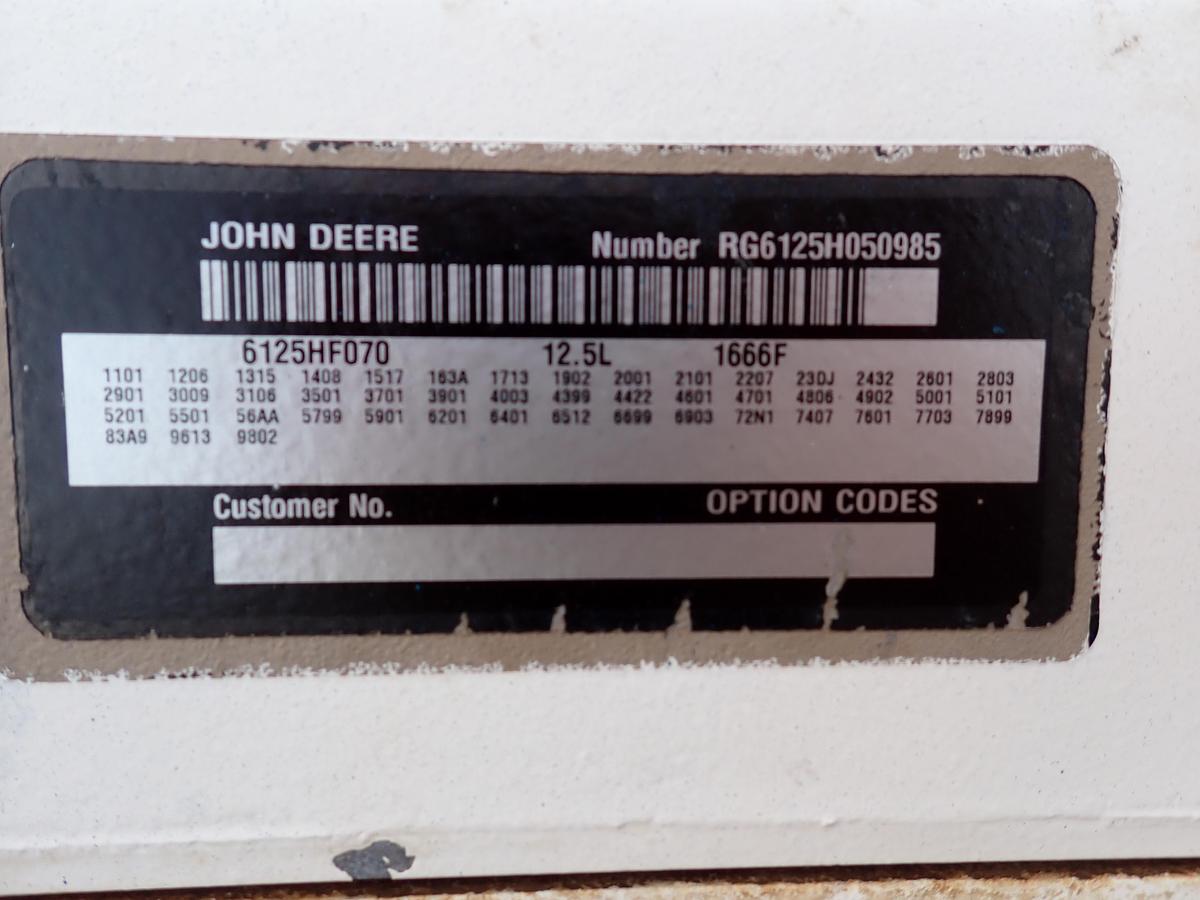 JOHN DEERE Number RG6125H050985
6125HF070 12.5L 1666F
1101 1206 1315 1408 1517 163A 1713 1902 2001 2101 2207 23DJ 2432 2601 2803
2901 3009 3106 3501 3701 3901 4003 4399 4422 4601 4701 4806 4902 5001 5101
5201 5501 56AA 5799 5901 6201 6401 6512 6699 6903 72N1 7407 7601 7703 7899
83A9 9613 9802
Customer No. OPTION CODES